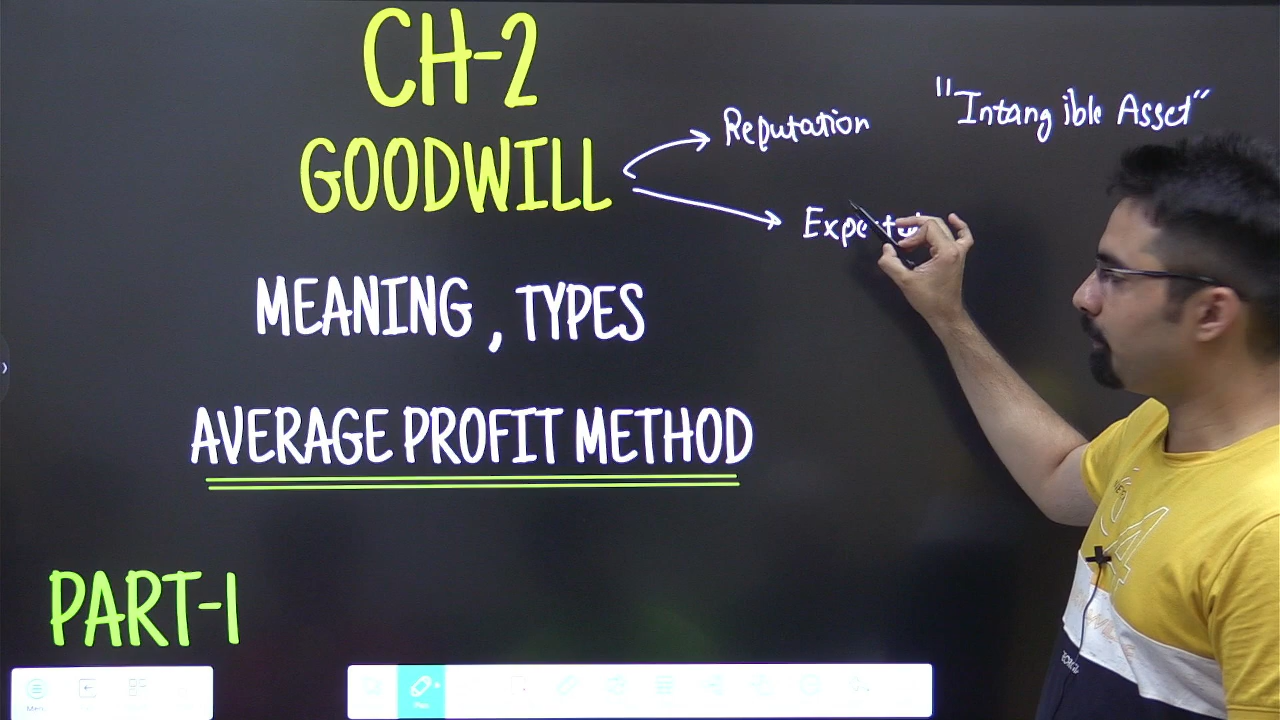 CH-2
GOODWILL
Reputation
"Intangible Asset"
MEANING, TYPES
AVERAGE PROFIT METHOD
PART-1